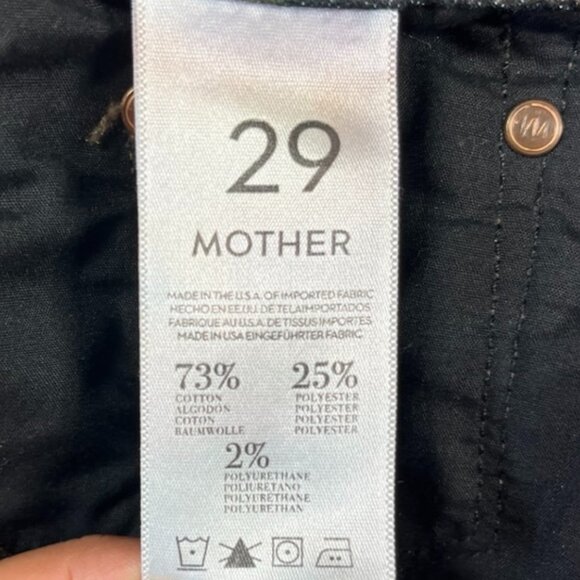 29
MOTHER
MADE IN THE U.S.A. OF IMPORTED FABRIC
HECHO EN EE.UU. DE TELA IMPORTADOS
FABRIQUE AU U.S.A. DE TISSUS IMPORTES
MADE IN USA EINGEFÜHRTER FABRIC
73% 25%
COTTON POLYESTER
ALGODON POLYESTER
COTON POLYESTER
BAUMWOLLE POLYESTER
2%
POLYURETHANE
POLIURETANO
POLYURETHANE
POLYURETHAN